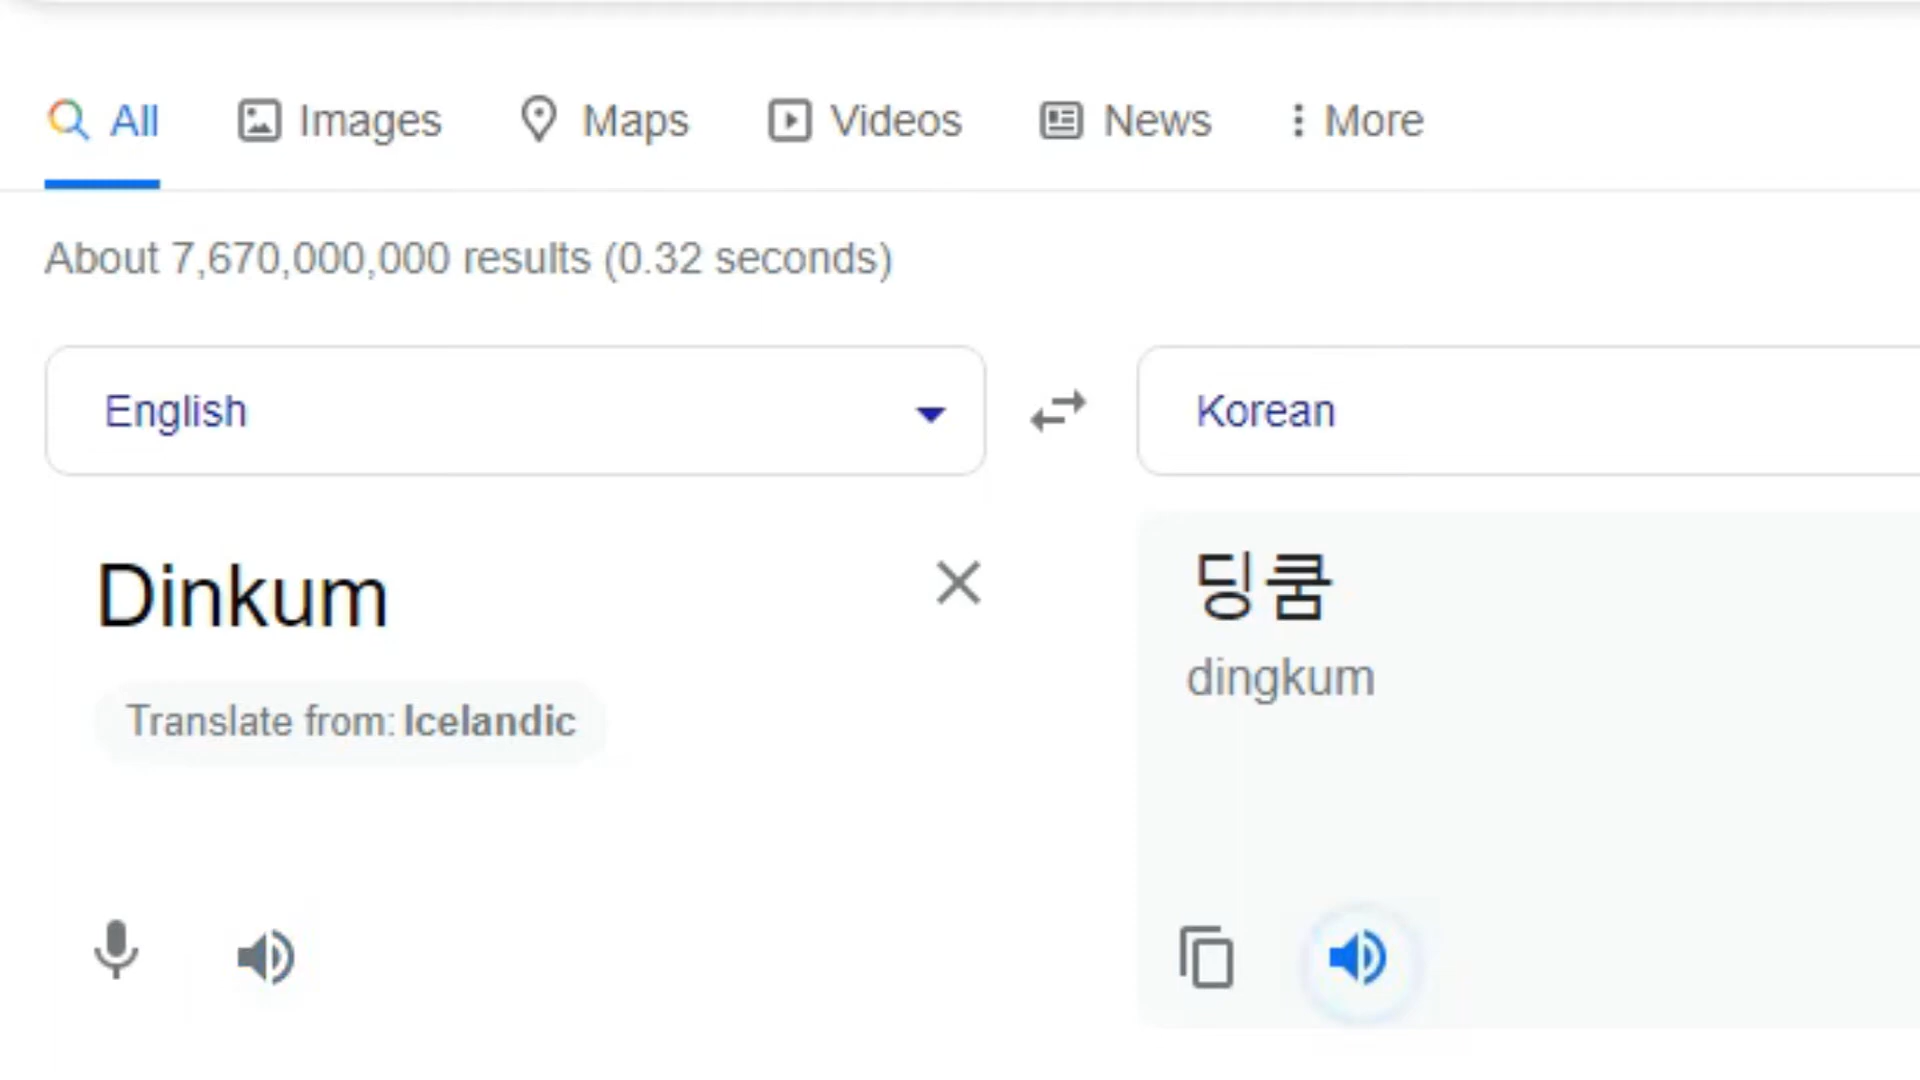 All Images Maps Videos News More
About 7,670,000,000 results (0.32 seconds)
English Korean
Dinkum 딩쿰
dingkum
Translate from: Icelandic